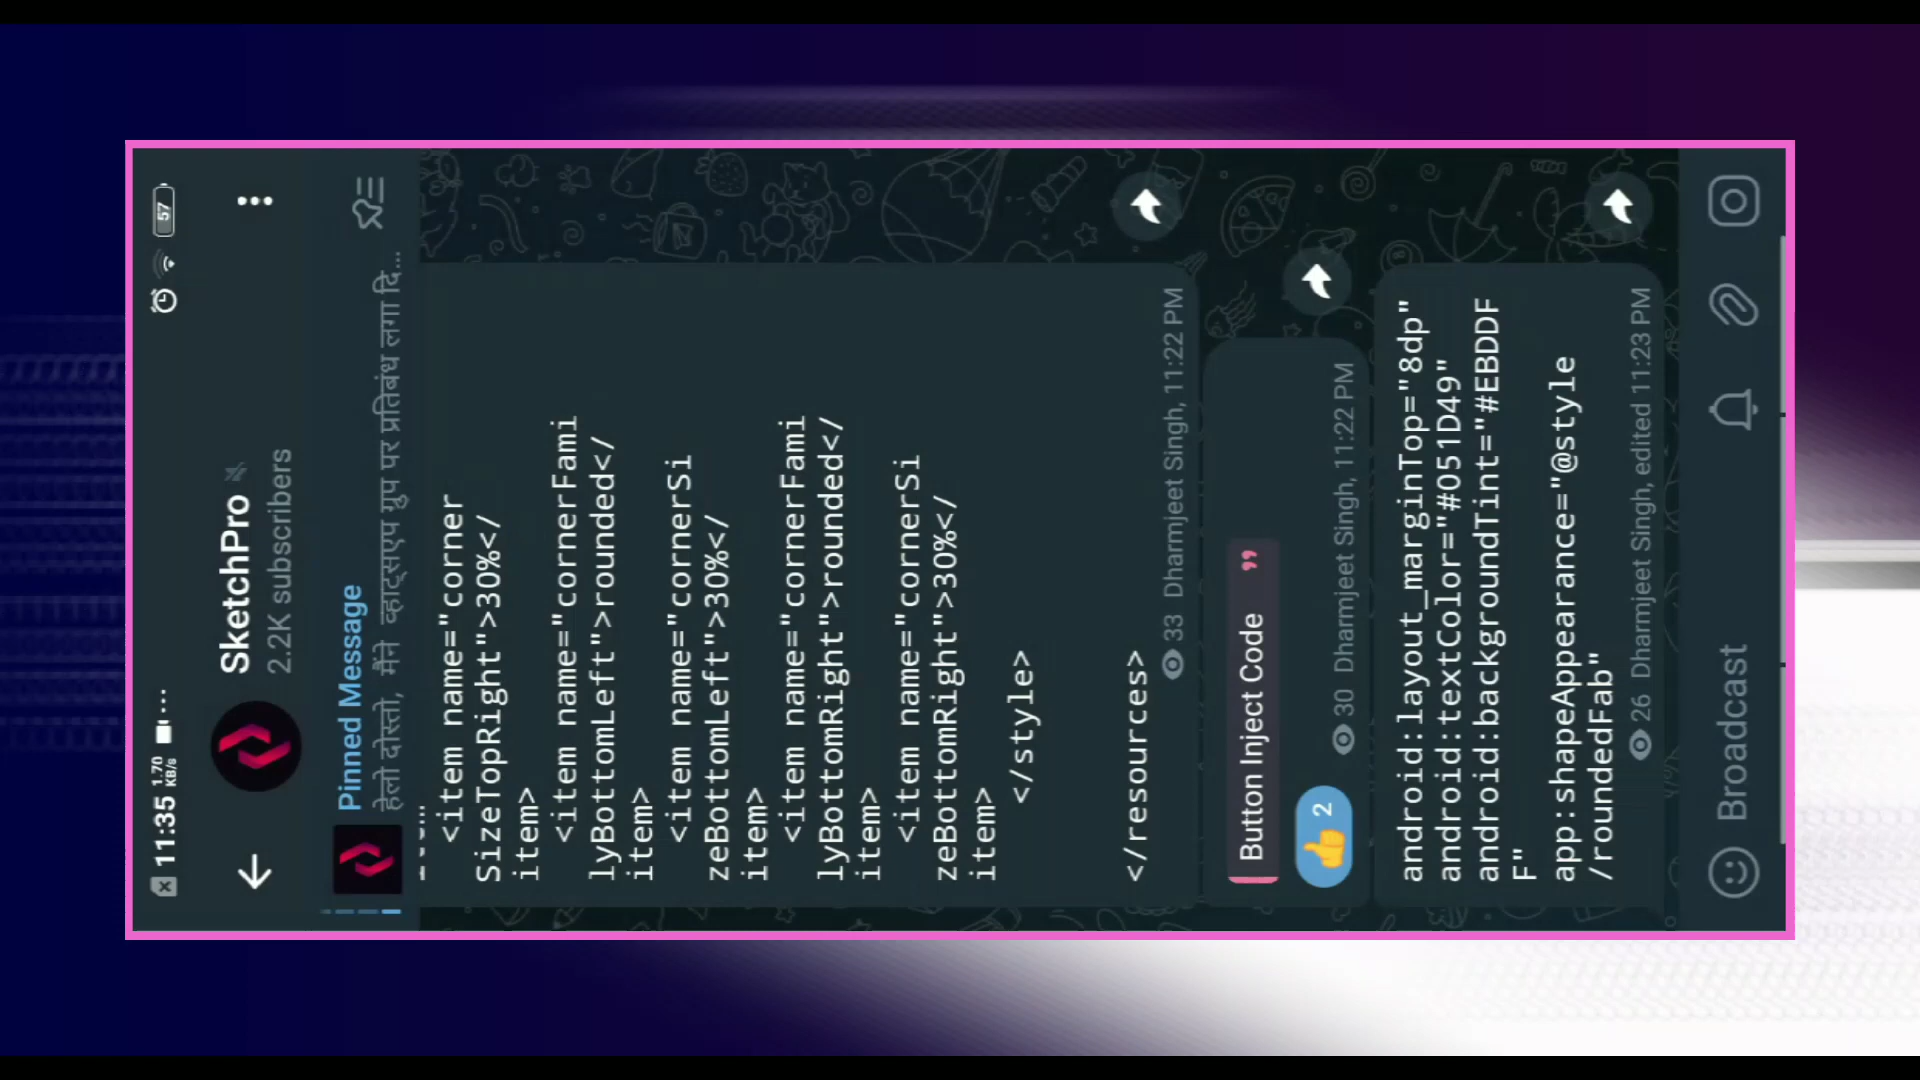 11:35 1.70 KB/s ... 57
SketchPro
2.2K subscribers
Pinned Message
हेलो दोस्तो, मैंने व्हाट्सएप ग्रुप पर प्रतिबंध लगा दि...
<item name="corner
SizeTopRight">30%</
item>
<item name="cornerFami
lyBottomLeft">rounded</
item>
<item name="cornerSi
zeBottomLeft">30%</
item>
<item name="cornerFami
lyBottomRight">rounded</
item>
<item name="cornerSi
zeBottomRight">30%</
item>
</style>
</resources>
33 Dharmjeet Singh, 11:22 PM
Button Inject Code "
2
30 Dharmjeet Singh, 11:22 PM
android:layout_marginTop="8dp"
android:textColor="#051D49"
android:backgroundTint="#EBDDF
F"
app:shapeAppearance="@style
/roundedFab"
26 Dharmjeet Singh, edited 11:23 PM
Broadcast